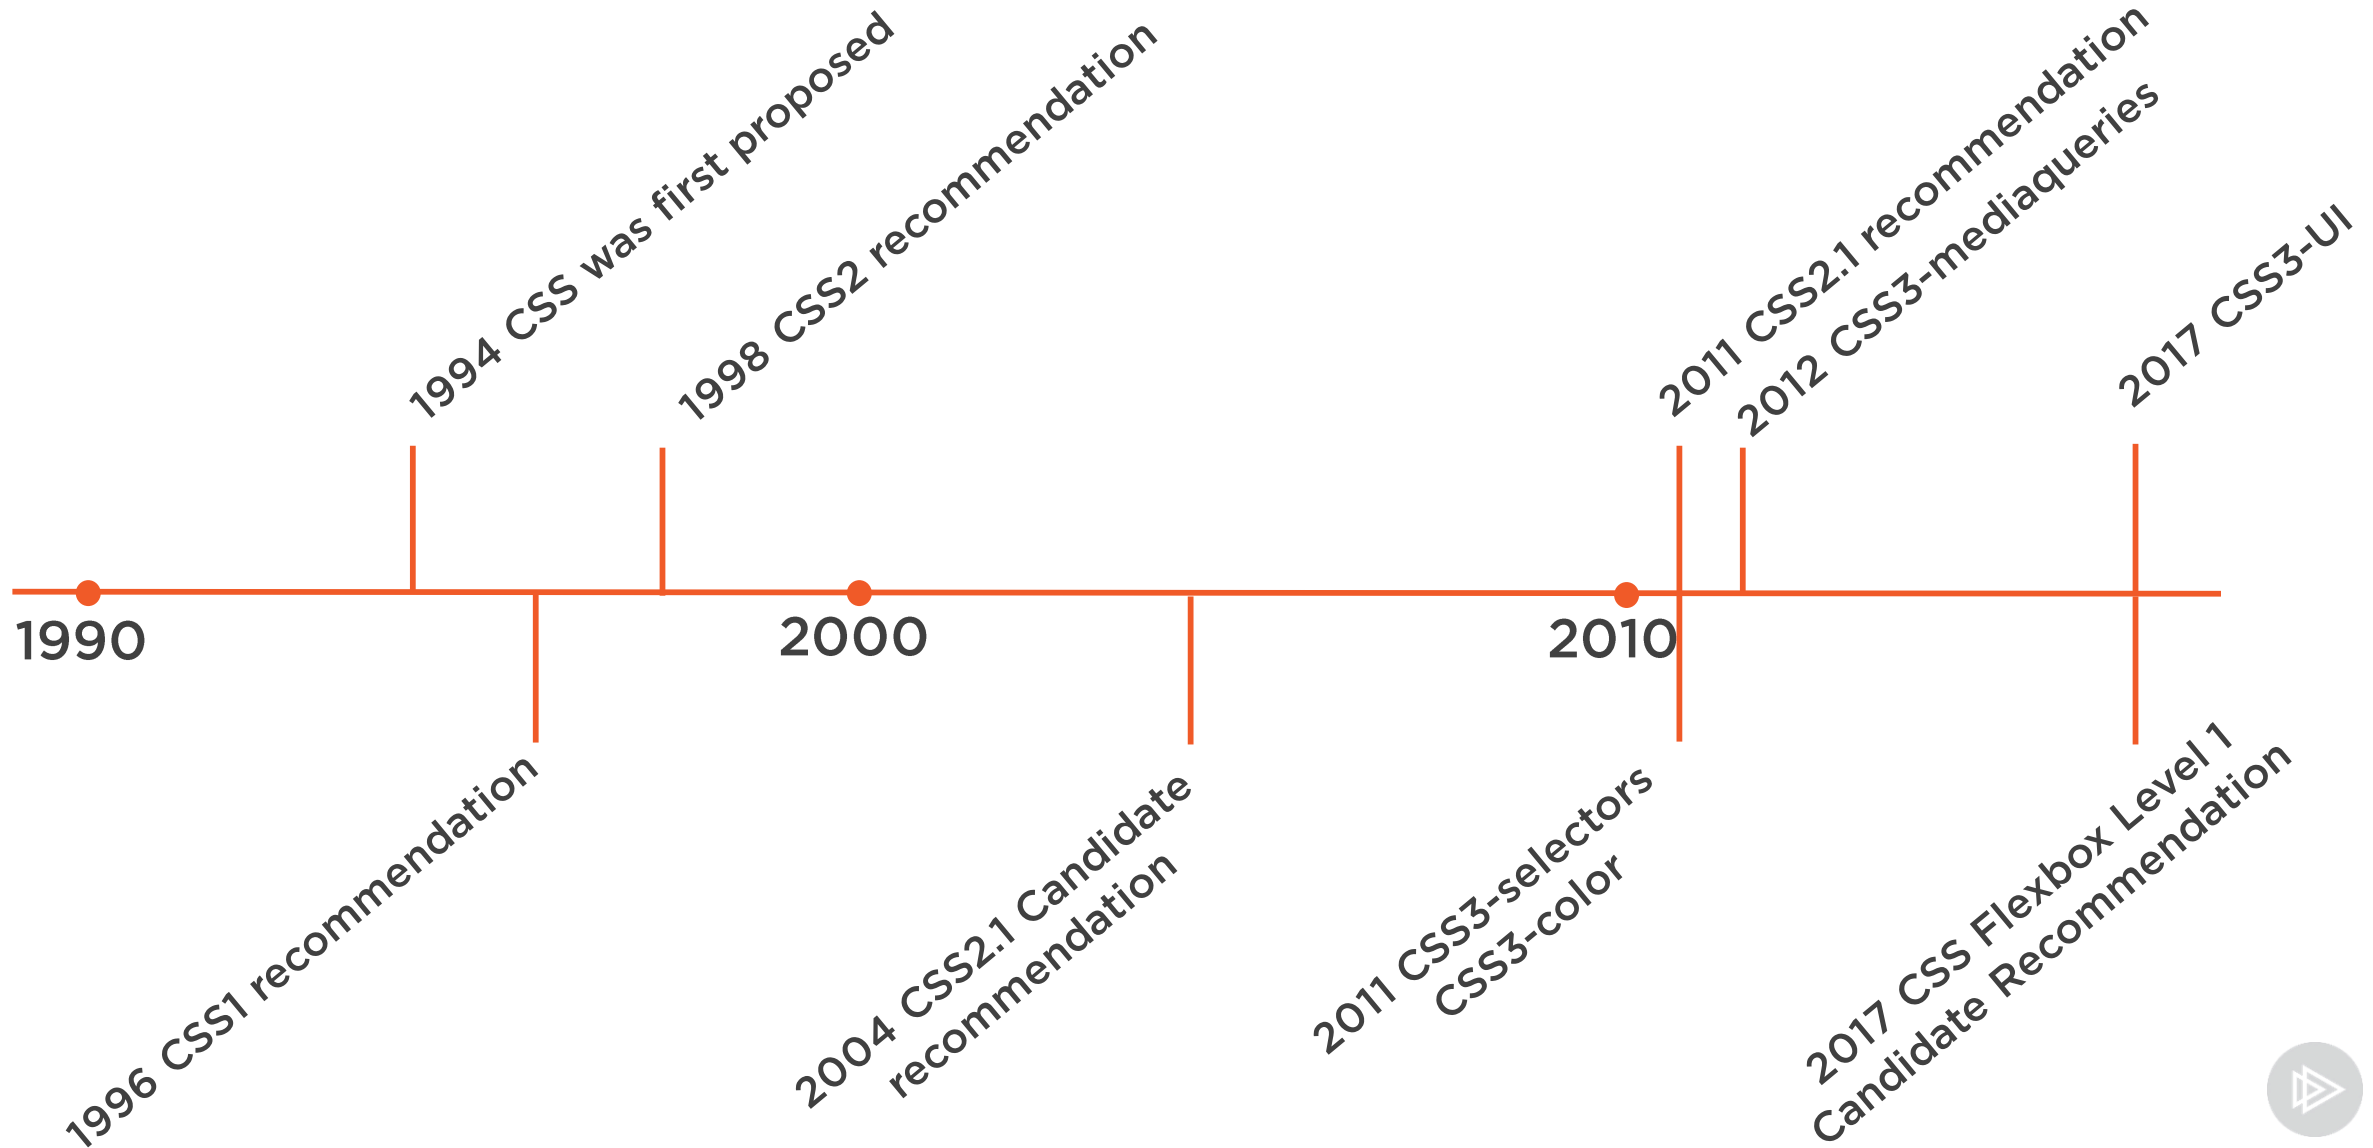 1994 CSS was first proposed
1998 CSS2 recommendation
2011 CSS2.1 recommendation
2012 CSS3-mediaqueries
2017 CSS3-UI
1990
2000
2010
1996 CSS1 recommendation
2004 CSS2.1 Candidate
recommendation
2011 CSS3-selectors
CSS3-color
2017 CSS Flexbox Level 1
Candidate Recommendation